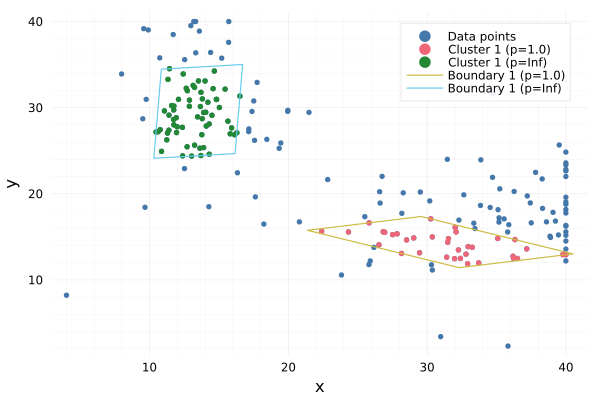 40
30
20
10
y
10
20
30
40
x
Data points
Cluster 1 (p=1.0)
Cluster 1 (p=Inf)
Boundary 1 (p=1.0)
Boundary 1 (p=Inf)